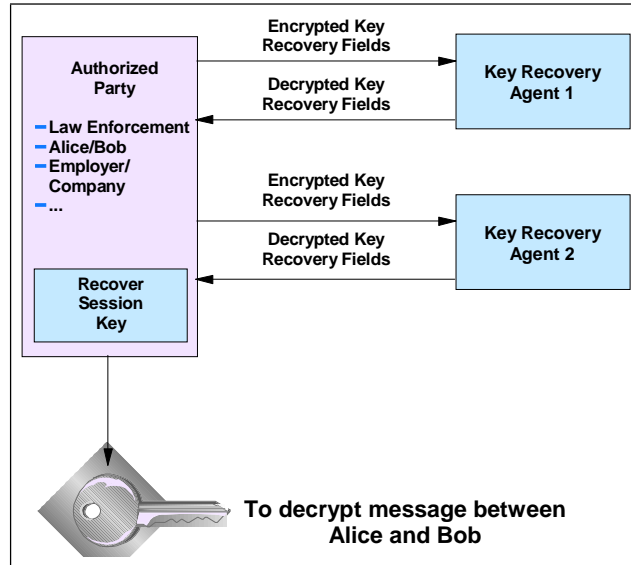 Authorized
Party
Law Enforcement
Alice/Bob
Employer/
Company
...
Recover
Session
Key
Encrypted Key
Recovery Fields
Decrypted Key
Recovery Fields
Key Recovery
Agent 1
Encrypted Key
Recovery Fields
Decrypted Key
Recovery Fields
Key Recovery
Agent 2
To decrypt message between
Alice and Bob